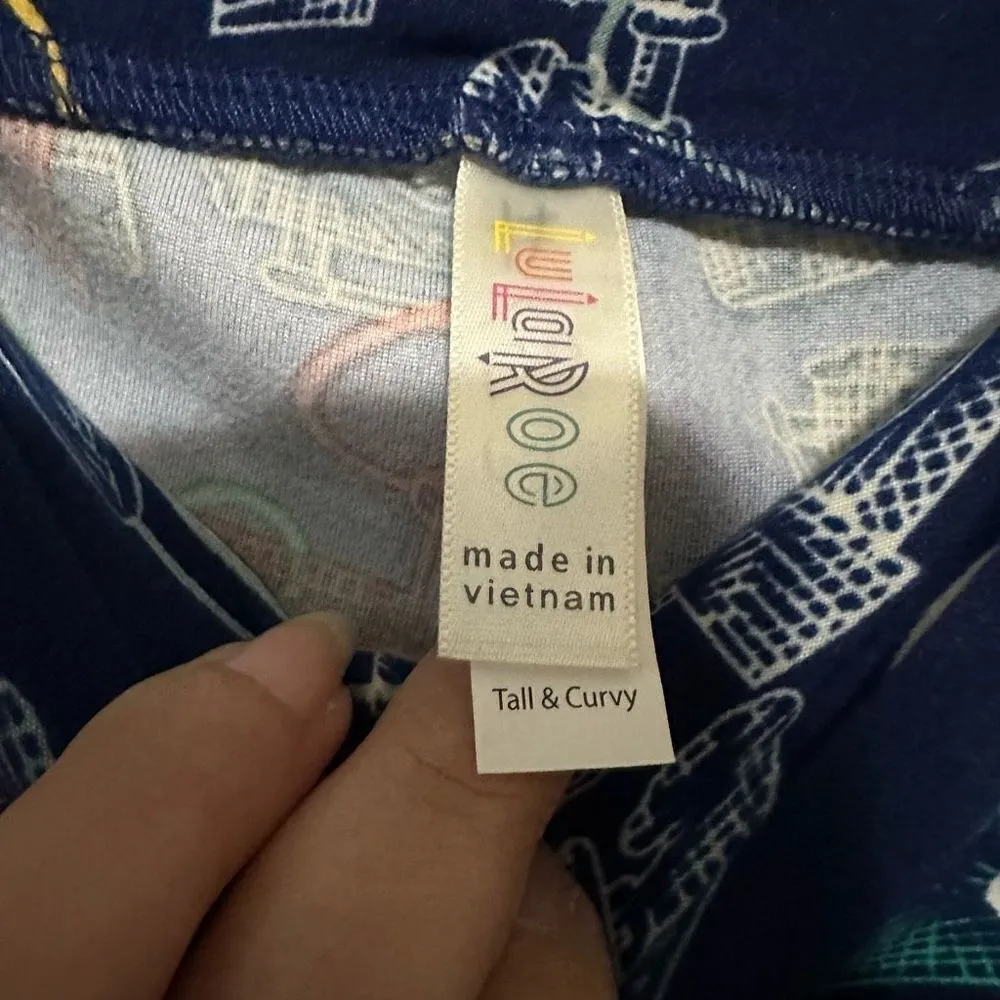 LuLaRoe
made in
vietnam
Tall & Curvy